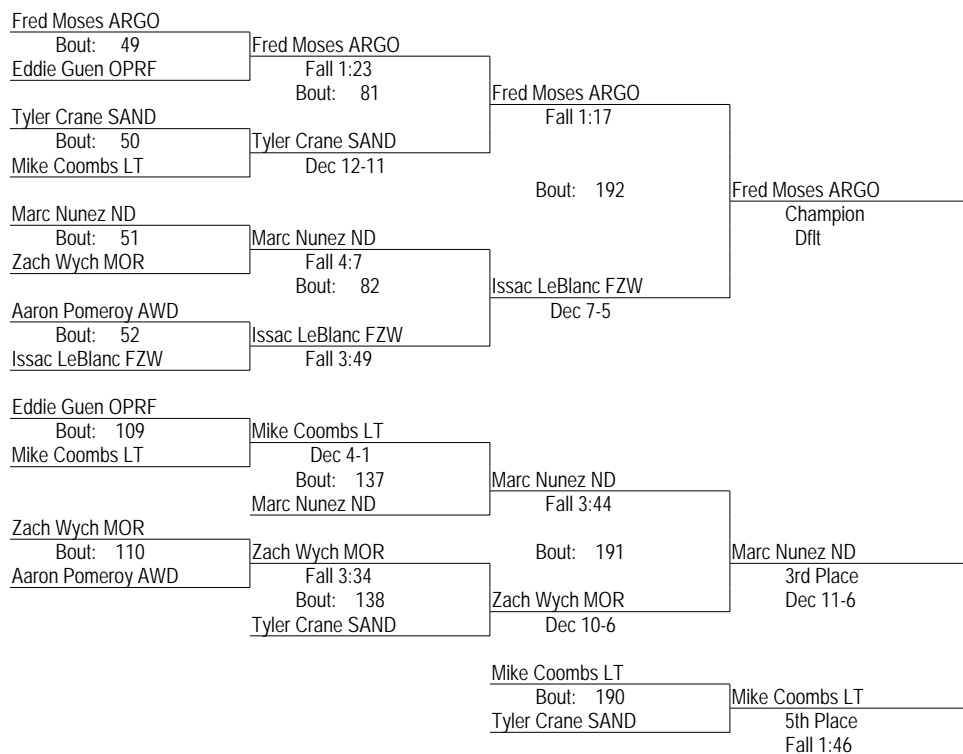 Fred Moses ARGO
Bout: 49
Eddie Guen OPRF
Fred Moses ARGO
Fall 1:23
Bout: 81
Tyler Crane SAND
Bout: 50
Mike Coombs LT
Tyler Crane SAND
Dec 12-11
Fred Moses ARGO
Fall 1:17
Bout: 192
Marc Nunez ND
Bout: 51
Zach Wych MOR
Marc Nunez ND
Fall 4:7
Bout: 82
Aaron Pomeroy AWD
Bout: 52
Issac LeBlanc FZW
Issac LeBlanc FZW
Fall 3:49
Issac LeBlanc FZW
Dec 7-5
Fred Moses ARGO
Champion
Dflt
Eddie Guen OPRF
Bout: 109
Mike Coombs LT
Mike Coombs LT
Dec 4-1
Bout: 137
Marc Nunez ND
Marc Nunez ND
Fall 3:44
Bout: 191
Zach Wych MOR
Bout: 110
Aaron Pomeroy AWD
Zach Wych MOR
Fall 3:34
Bout: 138
Tyler Crane SAND
Zach Wych MOR
Dec 10-6
Marc Nunez ND
3rd Place
Dec 11-6
Mike Coombs LT
Bout: 190
Tyler Crane SAND
Mike Coombs LT
5th Place
Fall 1:46